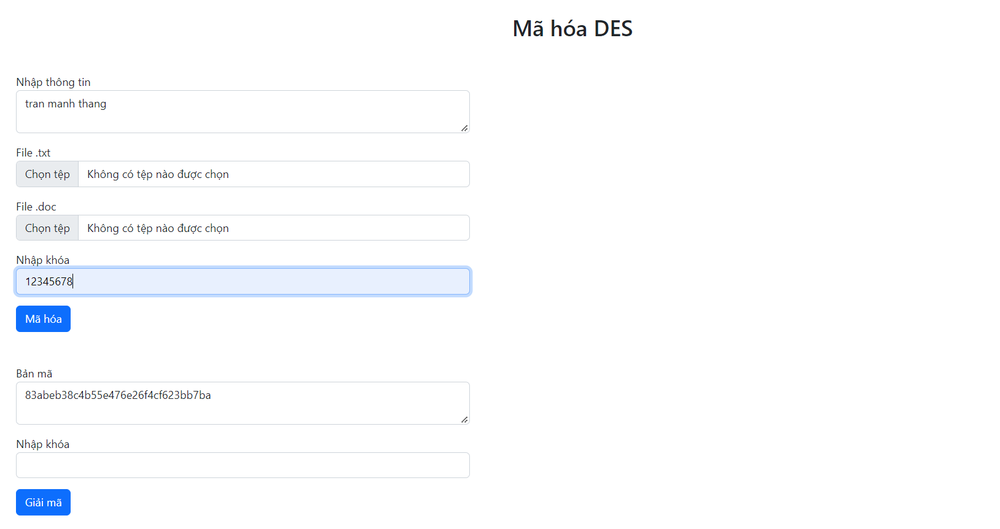 Mã hóa DES
Nhập thông tin
tran manh thang
File .txt
Chọn tệp Không có tệp nào được chọn
File .doc
Chọn tệp Không có tệp nào được chọn
Nhập khóa
12345678
Mã hóa
Bản mã
83abeb38c4b55e476e26f4cf623bb7ba
Nhập khóa
Giải mã